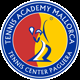 TENNIS ACADEMY MALLORCA
TENNIS CENTER PAGUERA